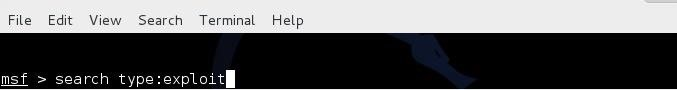 File Edit View Search Terminal Help
msf > search type:exploit